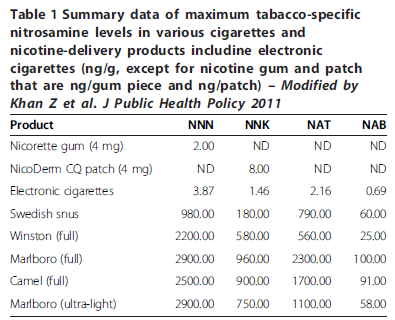 Table 1 Summary data of maximum tabacco-specific
nitrosamine levels in various cigarettes and
nicotine-delivery products includine electronic
cigarettes (ng/g, except for nicotine gum and patch
that are ng/gum piece and ng/patch) – Modified by
Khan Z et al. J Public Health Policy 2011
Product NNN NNK NAT NAB
Nicorette gum (4 mg) 2.00 ND ND ND
NicoDerm CQ patch (4 mg) ND 8.00 ND ND
Electronic cigarettes 3.87 1.46 2.16 0.69
Swedish snus 980.00 180.00 790.00 60.00
Winston (full) 2200.00 580.00 560.00 25.00
Marlboro (full) 2900.00 960.00 2300.00 100.00
Camel (full) 2500.00 900.00 1700.00 91.00
Marlboro (ultra-light) 2900.00 750.00 1100.00 58.00